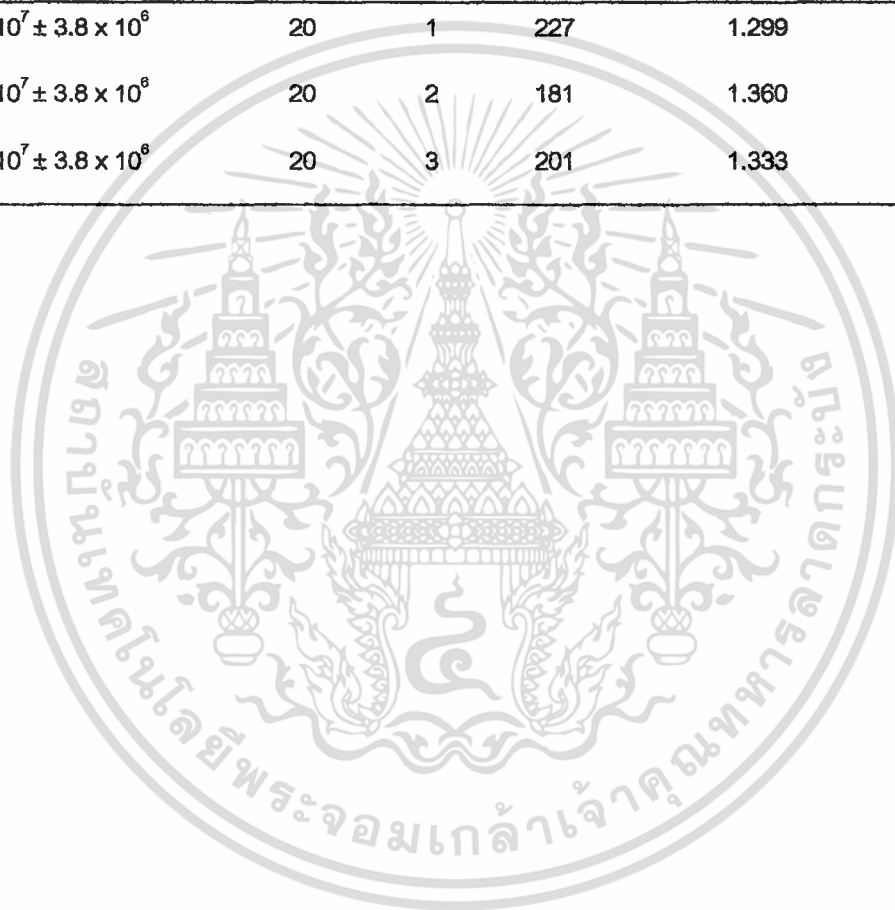 10⁷ ± 3.8 x 10⁶ 20 1 227 1.299
10⁷ ± 3.8 x 10⁶ 20 2 181 1.360
10⁷ ± 3.8 x 10⁶ 20 3 201 1.333
สถาบันเทคโนโลยีพระจอมเกล้าเจ้าคุณทหารลาดกระบัง